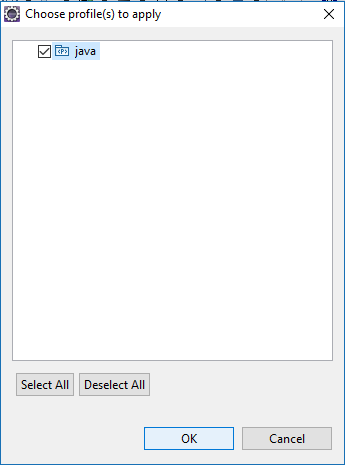 Choose profile(s) to apply
java
Select All
Deselect All
OK
Cancel